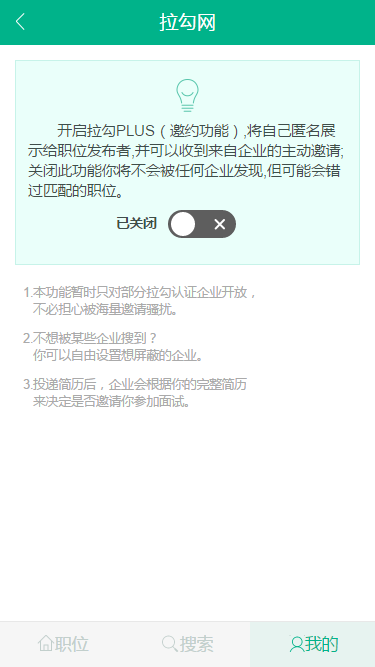 拉勾网
开启拉勾PLUS（邀约功能）,将自己匿名展
示给职位发布者,并可以收到来自企业的主动邀请;
关闭此功能你将不会被任何企业发现,但可能会错
过匹配的职位。
已关闭
1.本功能暂时只对部分拉勾认证企业开放，
不必担心被海量邀请骚扰。
2.不想被某些企业搜到？
你可以自由设置想屏蔽的企业。
3.投递简历后，企业会根据你的完整简历
来决定是否邀请你参加面试。
职位
搜索
我的